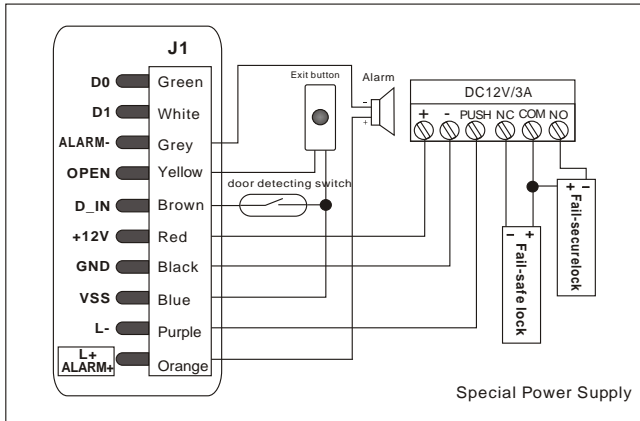 J1
D0 Green
D1 White
ALARM- Grey
OPEN Yellow
D_IN Brown
+12V Red
GND Black
VSS Blue
L- Purple
L+
ALARM+
Orange
Exit button
Alarm
-
+
door detecting switch
DC12V/3A
+ - PUSH NC COM NO
- +
Fail-safe lock
+ -
Fail-securelock
Special Power Supply